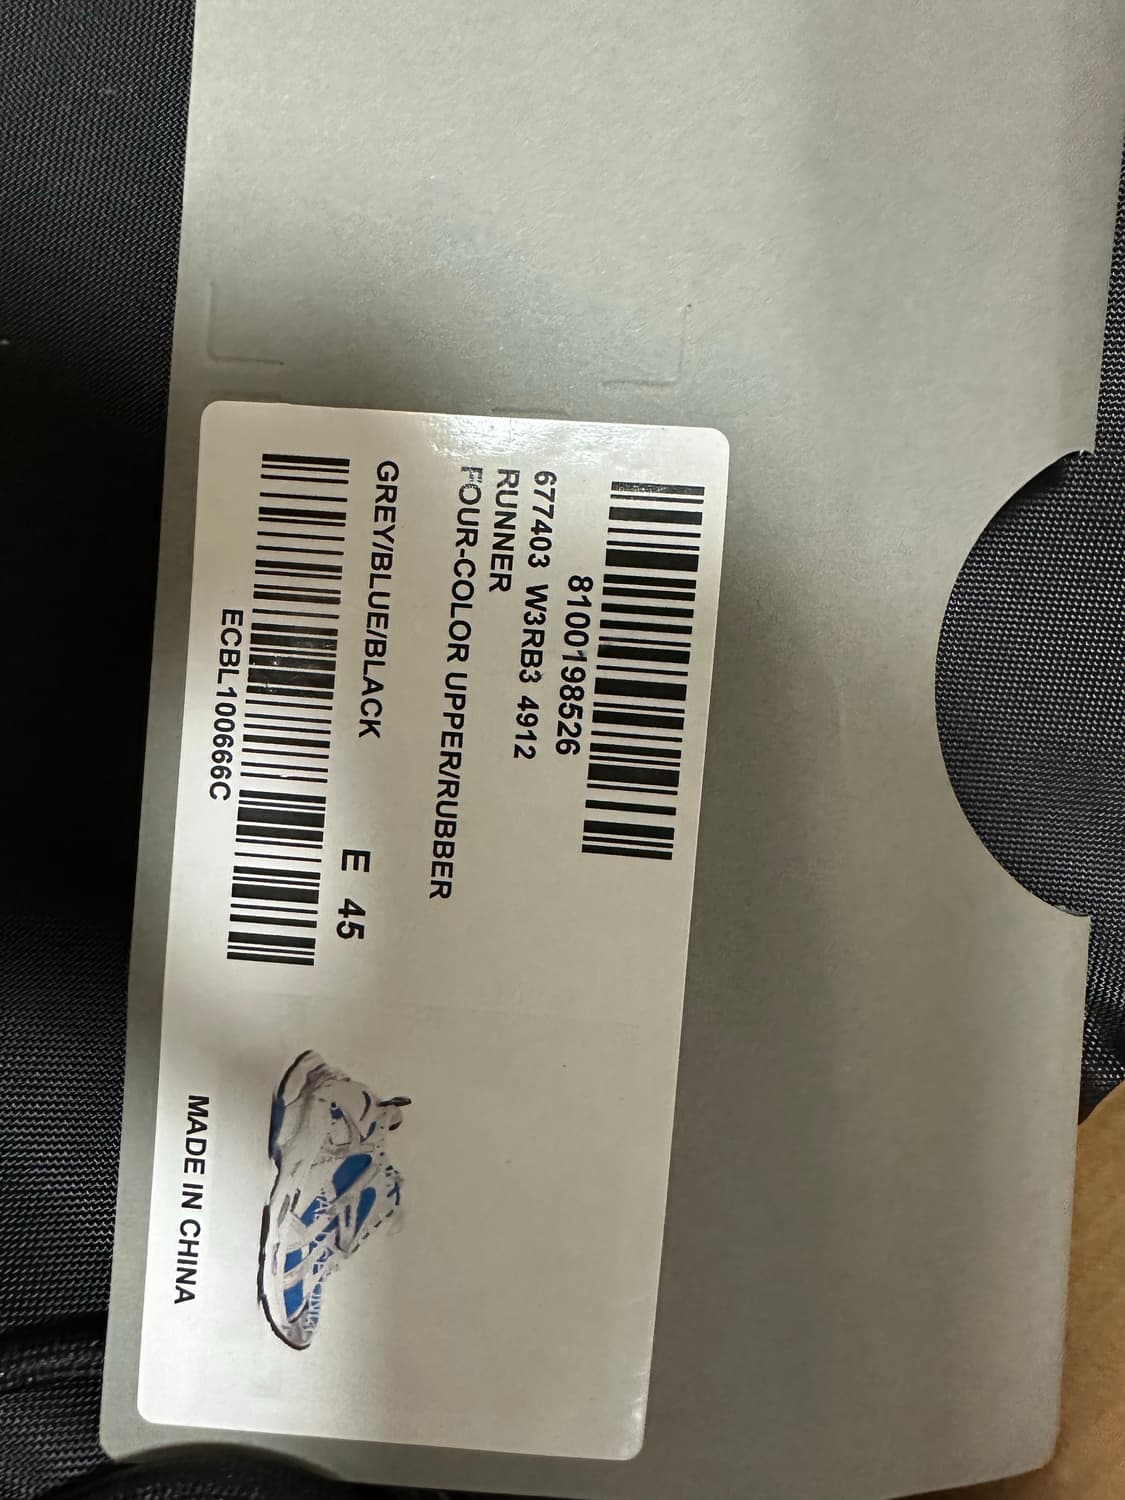 8100198526
677403 W3RB3 4912
RUNNER
FOUR-COLOR UPPER/RUBBER
GREY/BLUE/BLACK
E 45
ECBL100666C
MADE IN CHINA